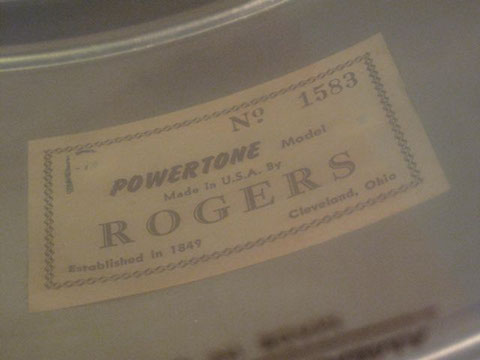 No 1583
POWERTONE Model
Made in U.S.A. By
ROGERS
Established in 1849 Cleveland, Ohio